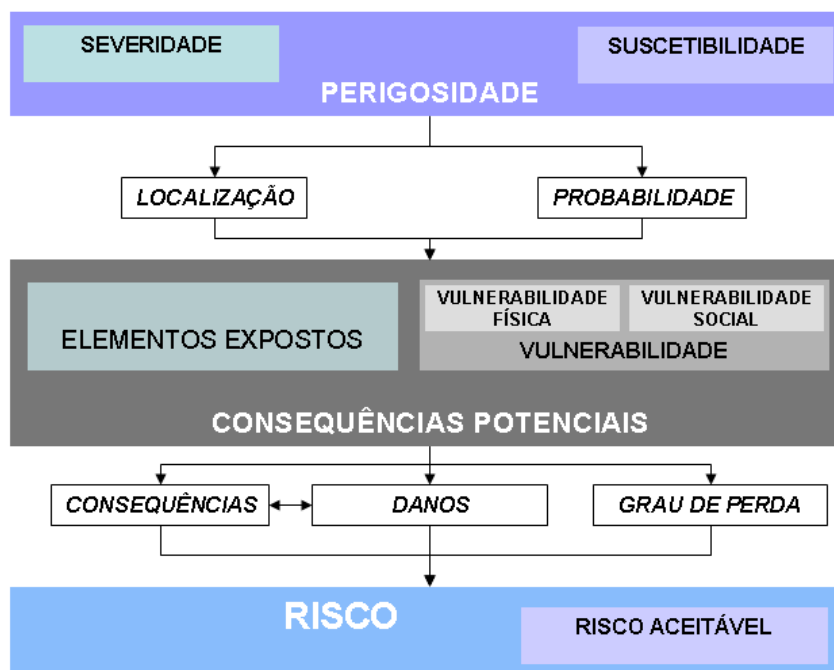 SEVERIDADE
SUSCETIBILIDADE
PERIGOSIDADE
LOCALIZAÇÃO
PROBABILIDADE
ELEMENTOS EXPOSTOS
VULNERABILIDADE
FÍSICA
VULNERABILIDADE
SOCIAL
VULNERABILIDADE
CONSEQUÊNCIAS POTENCIAIS
CONSEQUÊNCIAS
DANOS
GRAU DE PERDA
RISCO
RISCO ACEITÁVEL